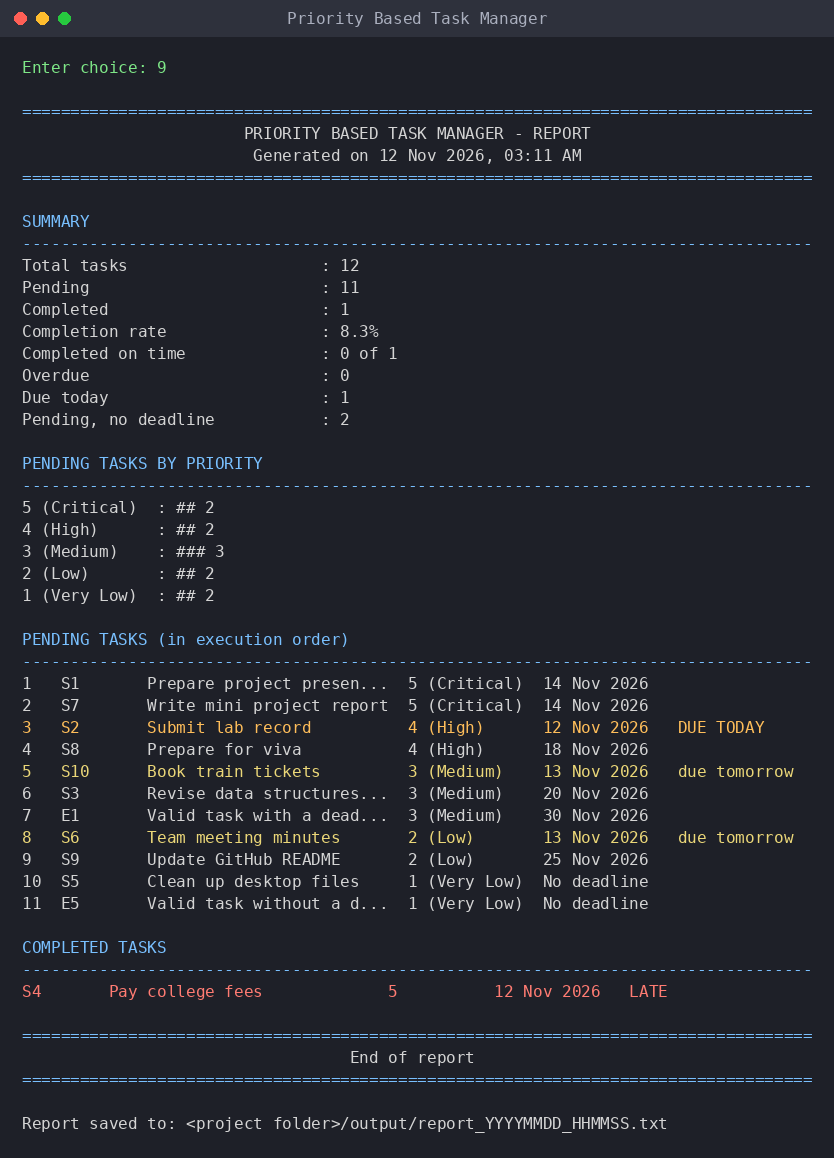 Priority Based Task Manager
Enter choice: 9
==================================================================================
PRIORITY BASED TASK MANAGER - REPORT
Generated on 12 Nov 2026, 03:11 AM
==================================================================================
SUMMARY
----------------------------------------------------------------------------------
Total tasks                    : 12
Pending                        : 11
Completed                      : 1
Completion rate                : 8.3%
Completed on time              : 0 of 1
Overdue                        : 0
Due today                      : 1
Pending, no deadline           : 2
PENDING TASKS BY PRIORITY
----------------------------------------------------------------------------------
5 (Critical)  : ## 2
4 (High)      : ## 2
3 (Medium)    : ### 3
2 (Low)       : ## 2
1 (Very Low)  : ## 2
PENDING TASKS (in execution order)
----------------------------------------------------------------------------------
1   S1       Prepare project presen...  5 (Critical)  14 Nov 2026
2   S7       Write mini project report  5 (Critical)  14 Nov 2026
3   S2       Submit lab record          4 (High)      12 Nov 2026   DUE TODAY
4   S8       Prepare for viva           4 (High)      18 Nov 2026
5   S10      Book train tickets         3 (Medium)    13 Nov 2026   due tomorrow
6   S3       Revise data structures...  3 (Medium)    20 Nov 2026
7   E1       Valid task with a dead...  3 (Medium)    30 Nov 2026
8   S6       Team meeting minutes       2 (Low)       13 Nov 2026   due tomorrow
9   S9       Update GitHub README       2 (Low)       25 Nov 2026
10  S5       Clean up desktop files     1 (Very Low)  No deadline
11  E5       Valid task without a d...  1 (Very Low)  No deadline
COMPLETED TASKS
----------------------------------------------------------------------------------
S4       Pay college fees             5          12 Nov 2026   LATE
==================================================================================
End of report
==================================================================================
Report saved to: <project folder>/output/report_YYYYMMDD_HHMMSS.txt